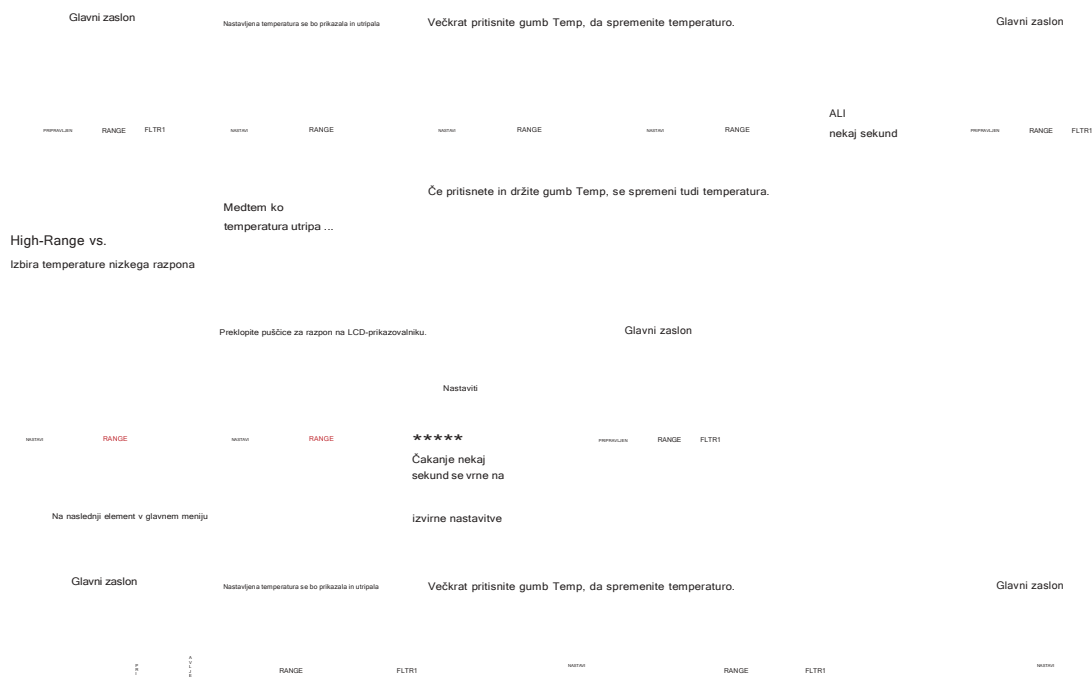 Glavni zaslon
Nastavljena temperatura se bo prikazala in utripala
Večkrat pritisnite gumb Temp, da spremenite temperaturo.
Glavni zaslon
ALI
PRIPRAVLJEN RANGE FLTR1
NASTAVI RANGE
NASTAVI RANGE
NASTAVI RANGE
nekaj sekund
PRIPRAVLJEN RANGE FLTR1
Če pritisnete in držite gumb Temp, se spremeni tudi temperatura.
Medtem ko
temperatura utripa ...
High-Range vs.
Izbira temperature nizkega razpona
Preklopite puščice za razpon na LCD-prikazovalniku.
Glavni zaslon
Nastaviti
NASTAVI RANGE
NASTAVI RANGE
*****
PRIPRAVLJEN RANGE FLTR1
Čakanje nekaj
sekund se vrne na
Na naslednji element v glavnem meniju
izvirne nastavitve
Glavni zaslon
Nastavljena temperatura se bo prikazala in utripala
Večkrat pritisnite gumb Temp, da spremenite temperaturo.
Glavni zaslon
RANGE FLTR1
NASTAVI
RANGE FLTR1
NASTAVI